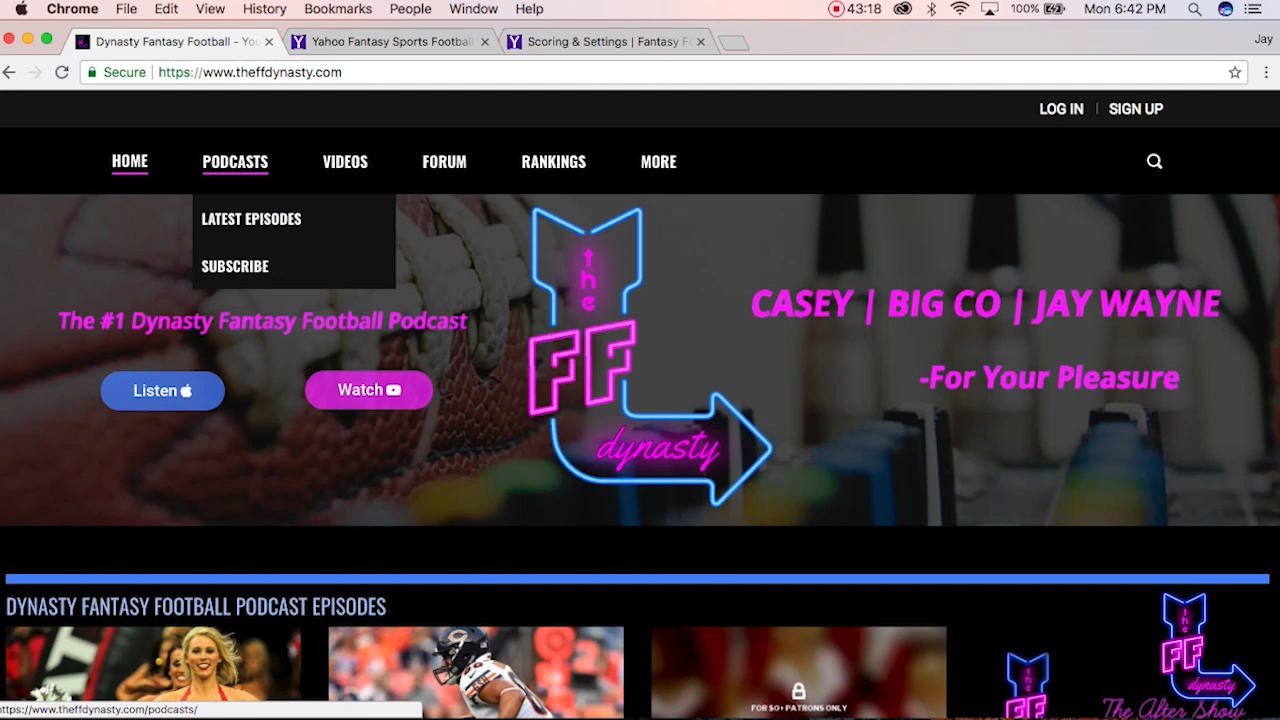 Chrome File Edit View History Bookmarks People Window Help 43:18 100% Mon 6:42 PM
Dynasty Fantasy Football - You Yahoo Fantasy Sports Football Scoring & Settings | Fantasy F Jay
Secure https://www.theffdynasty.com
LOG IN | SIGN UP
HOME PODCASTS VIDEOS FORUM RANKINGS MORE
LATEST EPISODES
SUBSCRIBE
The #1 Dynasty Fantasy Football Podcast
Listen Watch
the
FF
dynasty
CASEY | BIG CO | JAY WAYNE
-For Your Pleasure
DYNASTY FANTASY FOOTBALL PODCAST EPISODES
FOR $0+ PATRONS ONLY
FF
the
FF
dynasty
The After Show
https://www.theffdynasty.com/podcasts/